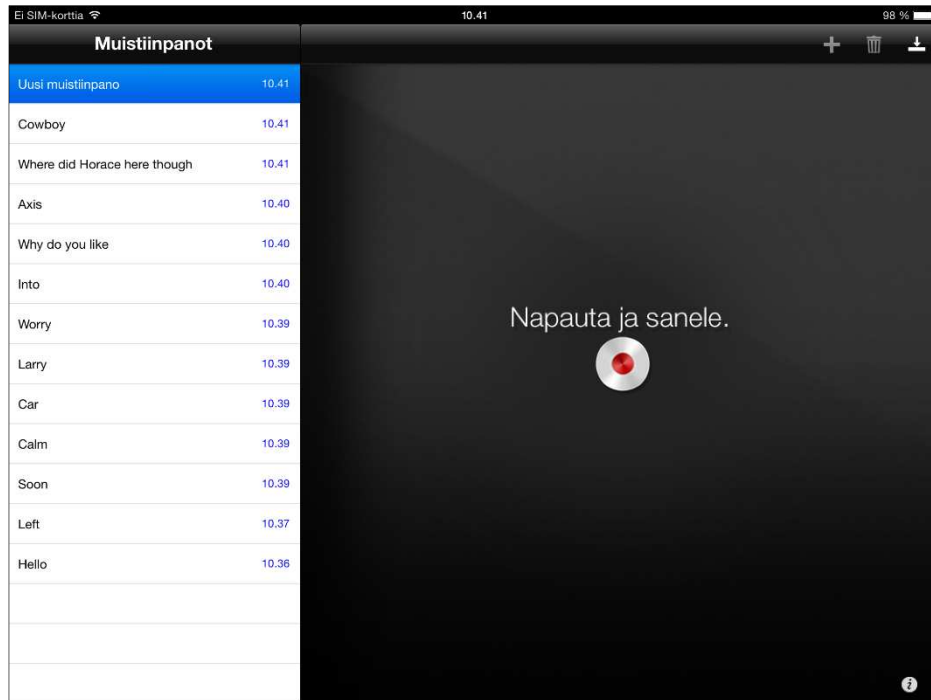 Ei SIM-korttia 10.41 98 %
Muistiinpanot
Uusi muistiinpano 10.41
Cowboy 10.41
Where did Horace here though 10.41
Axis 10.40
Why do you like 10.40
Into 10.40
Worry 10.39
Larry 10.39
Car 10.39
Calm 10.39
Soon 10.39
Left 10.37
Hello 10.36
Napauta ja sanele.